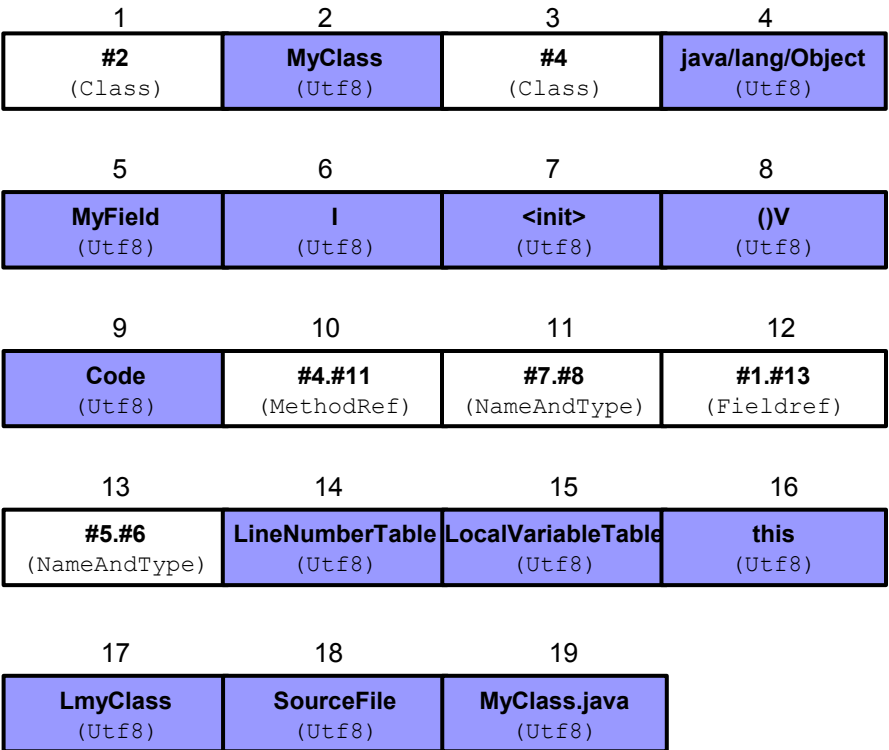 1 2 3 4
#2 MyClass #4 java/lang/Object
(Class) (Utf8) (Class) (Utf8)
5 6 7 8
MyField I <init> ()V
(Utf8) (Utf8) (Utf8) (Utf8)
9 10 11 12
Code #4.#11 #7.#8 #1.#13
(Utf8) (MethodRef) (NameAndType) (Fieldref)
13 14 15 16
#5.#6 LineNumberTable LocalVariableTable this
(NameAndType) (Utf8) (Utf8) (Utf8)
17 18 19
LmyClass SourceFile MyClass.java
(Utf8) (Utf8) (Utf8)